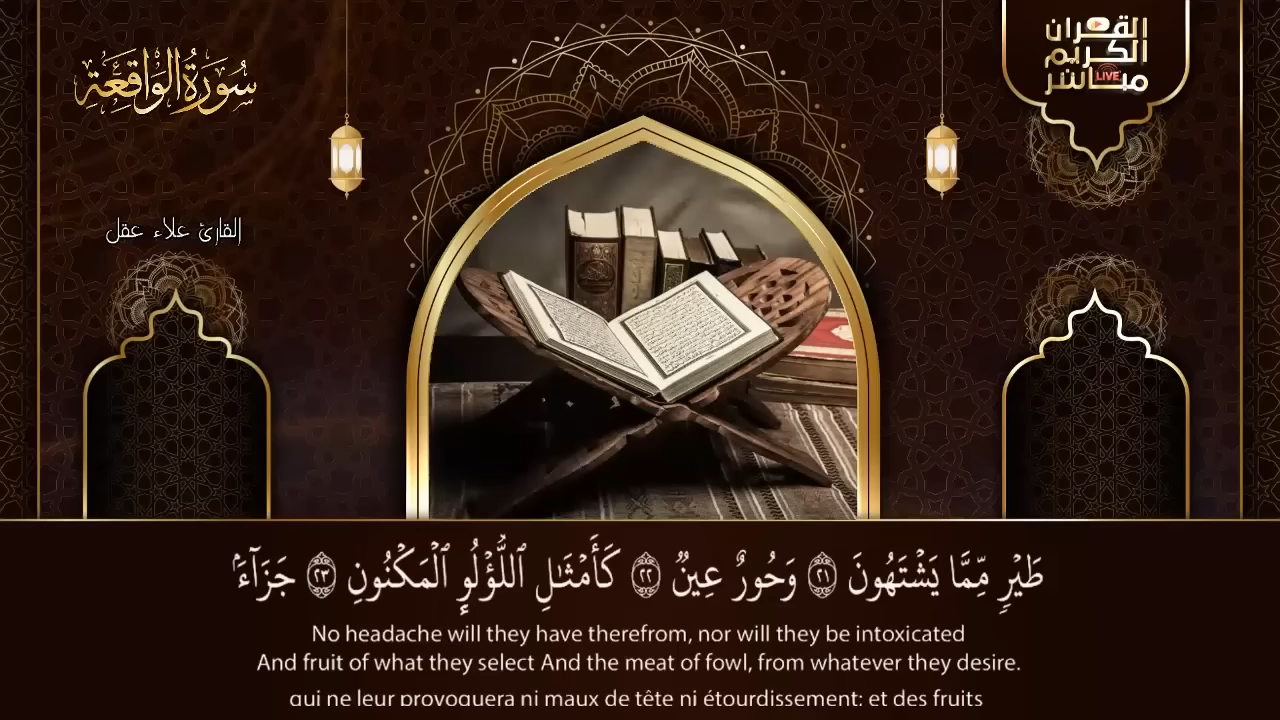 سُورَةُ الوَاقِعَة
القرآن
الكريم
مباشر
LIVE
القارئ علاء عقل
طَيْرٍ مِّمَّا يَشْتَهُونَ ٢١ وَحُورٌ عِينٌ ٢٢ كَأَمْثَـٰلِ ٱللُّؤْلُؤِ ٱلْمَكْنُونِ ٢٣ جَزَآءَۢ
No headache will they have therefrom, nor will they be intoxicated
And fruit of what they select And the meat of fowl, from whatever they desire.
qui ne leur provoquera ni maux de tête ni étourdissement; et des fruits